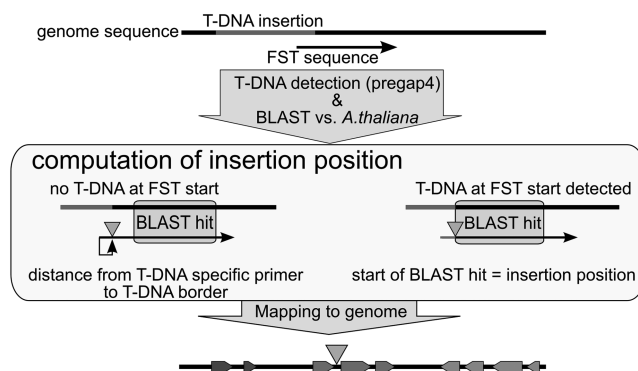 T-DNA insertion
genome sequence
FST sequence
T-DNA detection (pregap4)
&
BLAST vs. A.thaliana
computation of insertion position
no T-DNA at FST start
BLAST hit
distance from T-DNA specific primer
to T-DNA border
T-DNA at FST start detected
BLAST hit
start of BLAST hit = insertion position
Mapping to genome